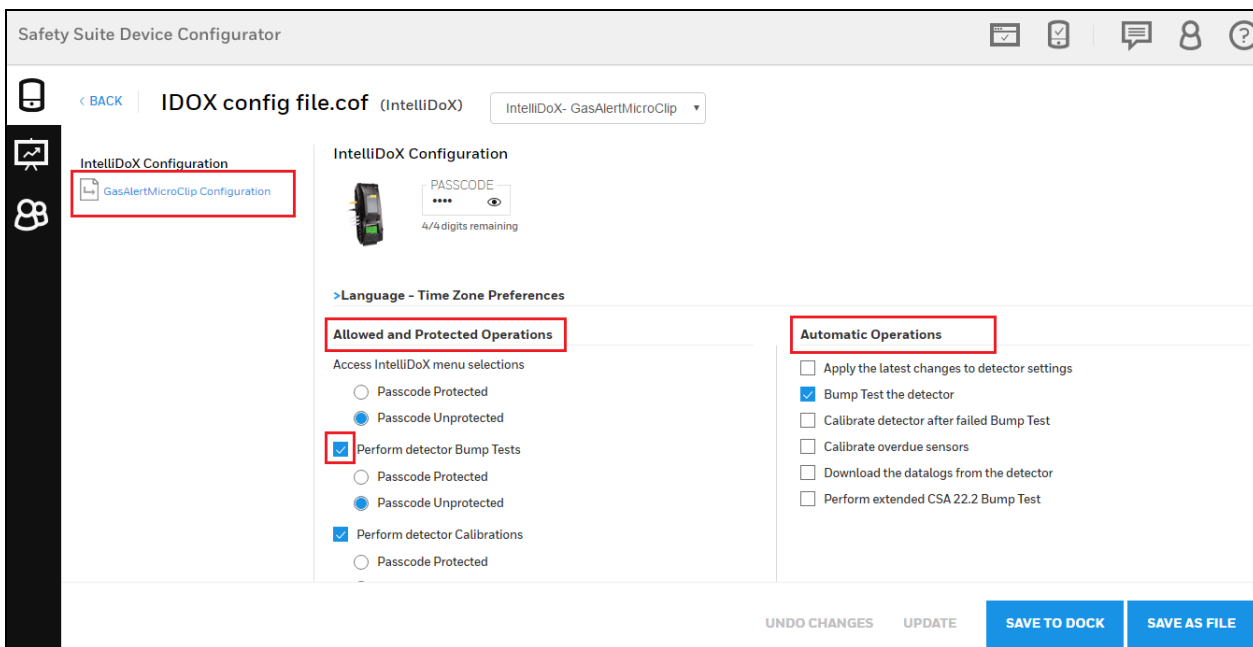 Safety Suite Device Configurator
?
< BACK
IDOX config file.cof (IntelliDoX)
IntelliDoX- GasAlertMicroClip
IntelliDoX Configuration
GasAlertMicroClip Configuration
IntelliDoX Configuration
PASSCODE
••••
4/4 digits remaining
>Language - Time Zone Preferences
Allowed and Protected Operations
Access IntelliDoX menu selections
Passcode Protected
Passcode Unprotected
Perform detector Bump Tests
Passcode Protected
Passcode Unprotected
Perform detector Calibrations
Passcode Protected
Automatic Operations
Apply the latest changes to detector settings
Bump Test the detector
Calibrate detector after failed Bump Test
Calibrate overdue sensors
Download the datalogs from the detector
Perform extended CSA 22.2 Bump Test
UNDO CHANGES
UPDATE
SAVE TO DOCK
SAVE AS FILE